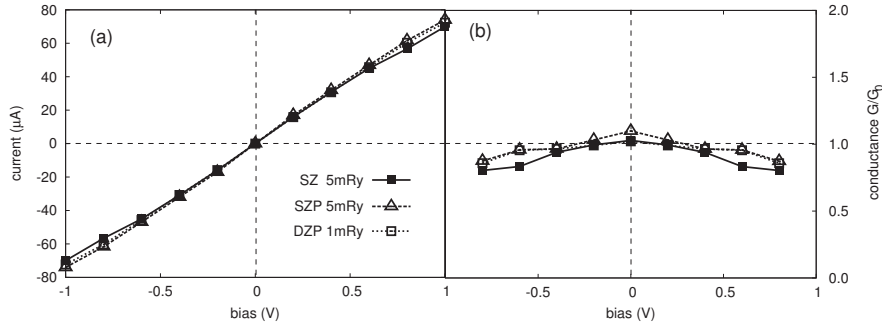 80
60
40
20
0
-20
-40
-60
-80
current (μA)
(a)
SZ 5mRy
SZP 5mRy
DZP 1mRy
-1
-0.5
0
0.5
1
bias (V)
(b)
2.0
1.5
1.0
0.5
0.0
conductance G/G0
-0.5
0
0.5
1
bias (V)